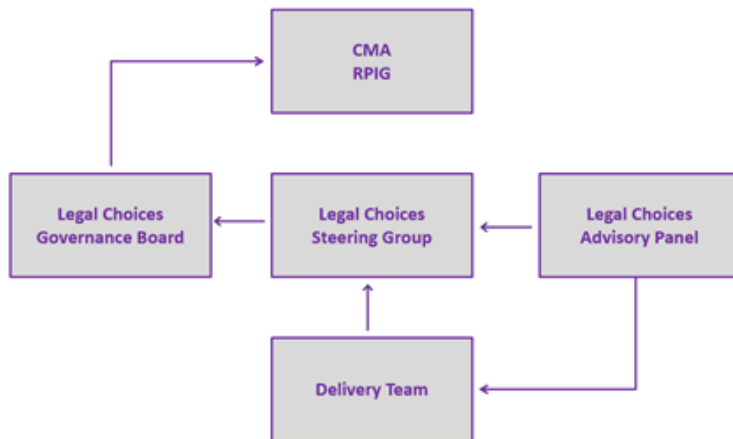 CMA
RPIG
Legal Choices
Governance Board
Legal Choices
Steering Group
Legal Choices
Advisory Panel
Delivery Team